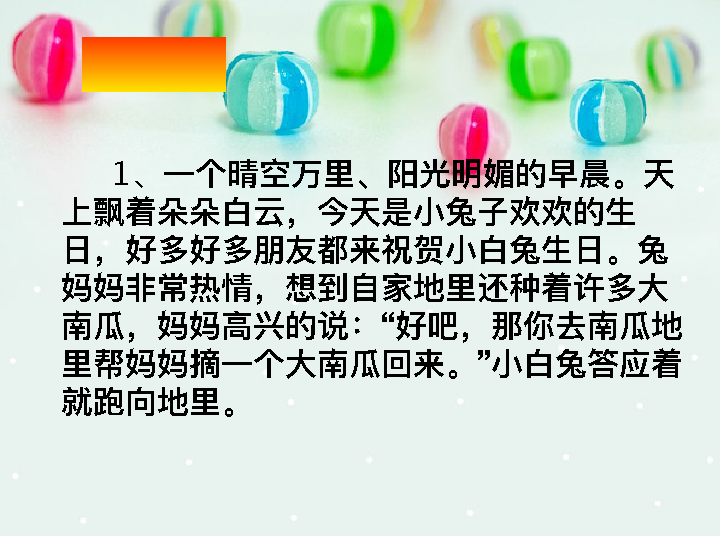 1、一个晴空万里、阳光明媚的早晨。天
上飘着朵朵白云，今天是小兔子欢欢的生
日，好多好多朋友都来祝贺小白兔生日。兔
妈妈非常热情，想到自家地里还种着许多大
南瓜，妈妈高兴的说：“好吧，那你去南瓜地
里帮妈妈摘一个大南瓜回来。”小白兔答应着
就跑向地里。